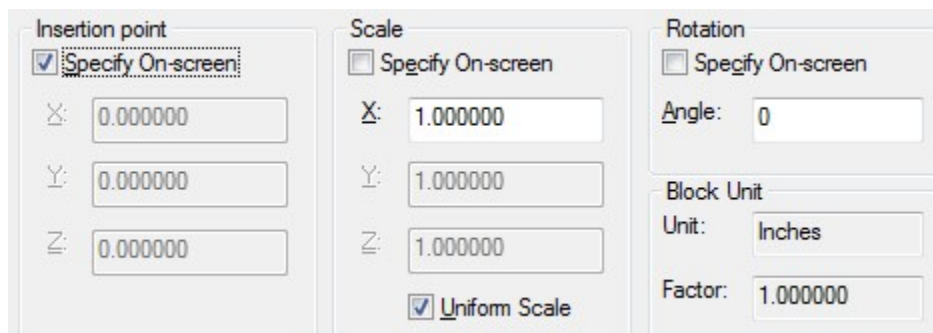 Insertion point
Specify On-screen
X: 0.000000
Y: 0.000000
Z: 0.000000
Scale
Specify On-screen
X: 1.000000
Y: 1.000000
Z: 1.000000
Uniform Scale
Rotation
Specify On-screen
Angle: 0
Block Unit
Unit: Inches
Factor: 1.000000